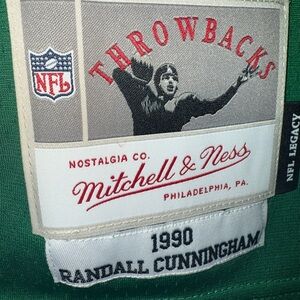 THROWBACKS
NFL
NOSTALGIA CO.
Mitchell & Ness
PHILADELPHIA, PA.
NFL LEGACY
1990
RANDALL CUNNINGHAM